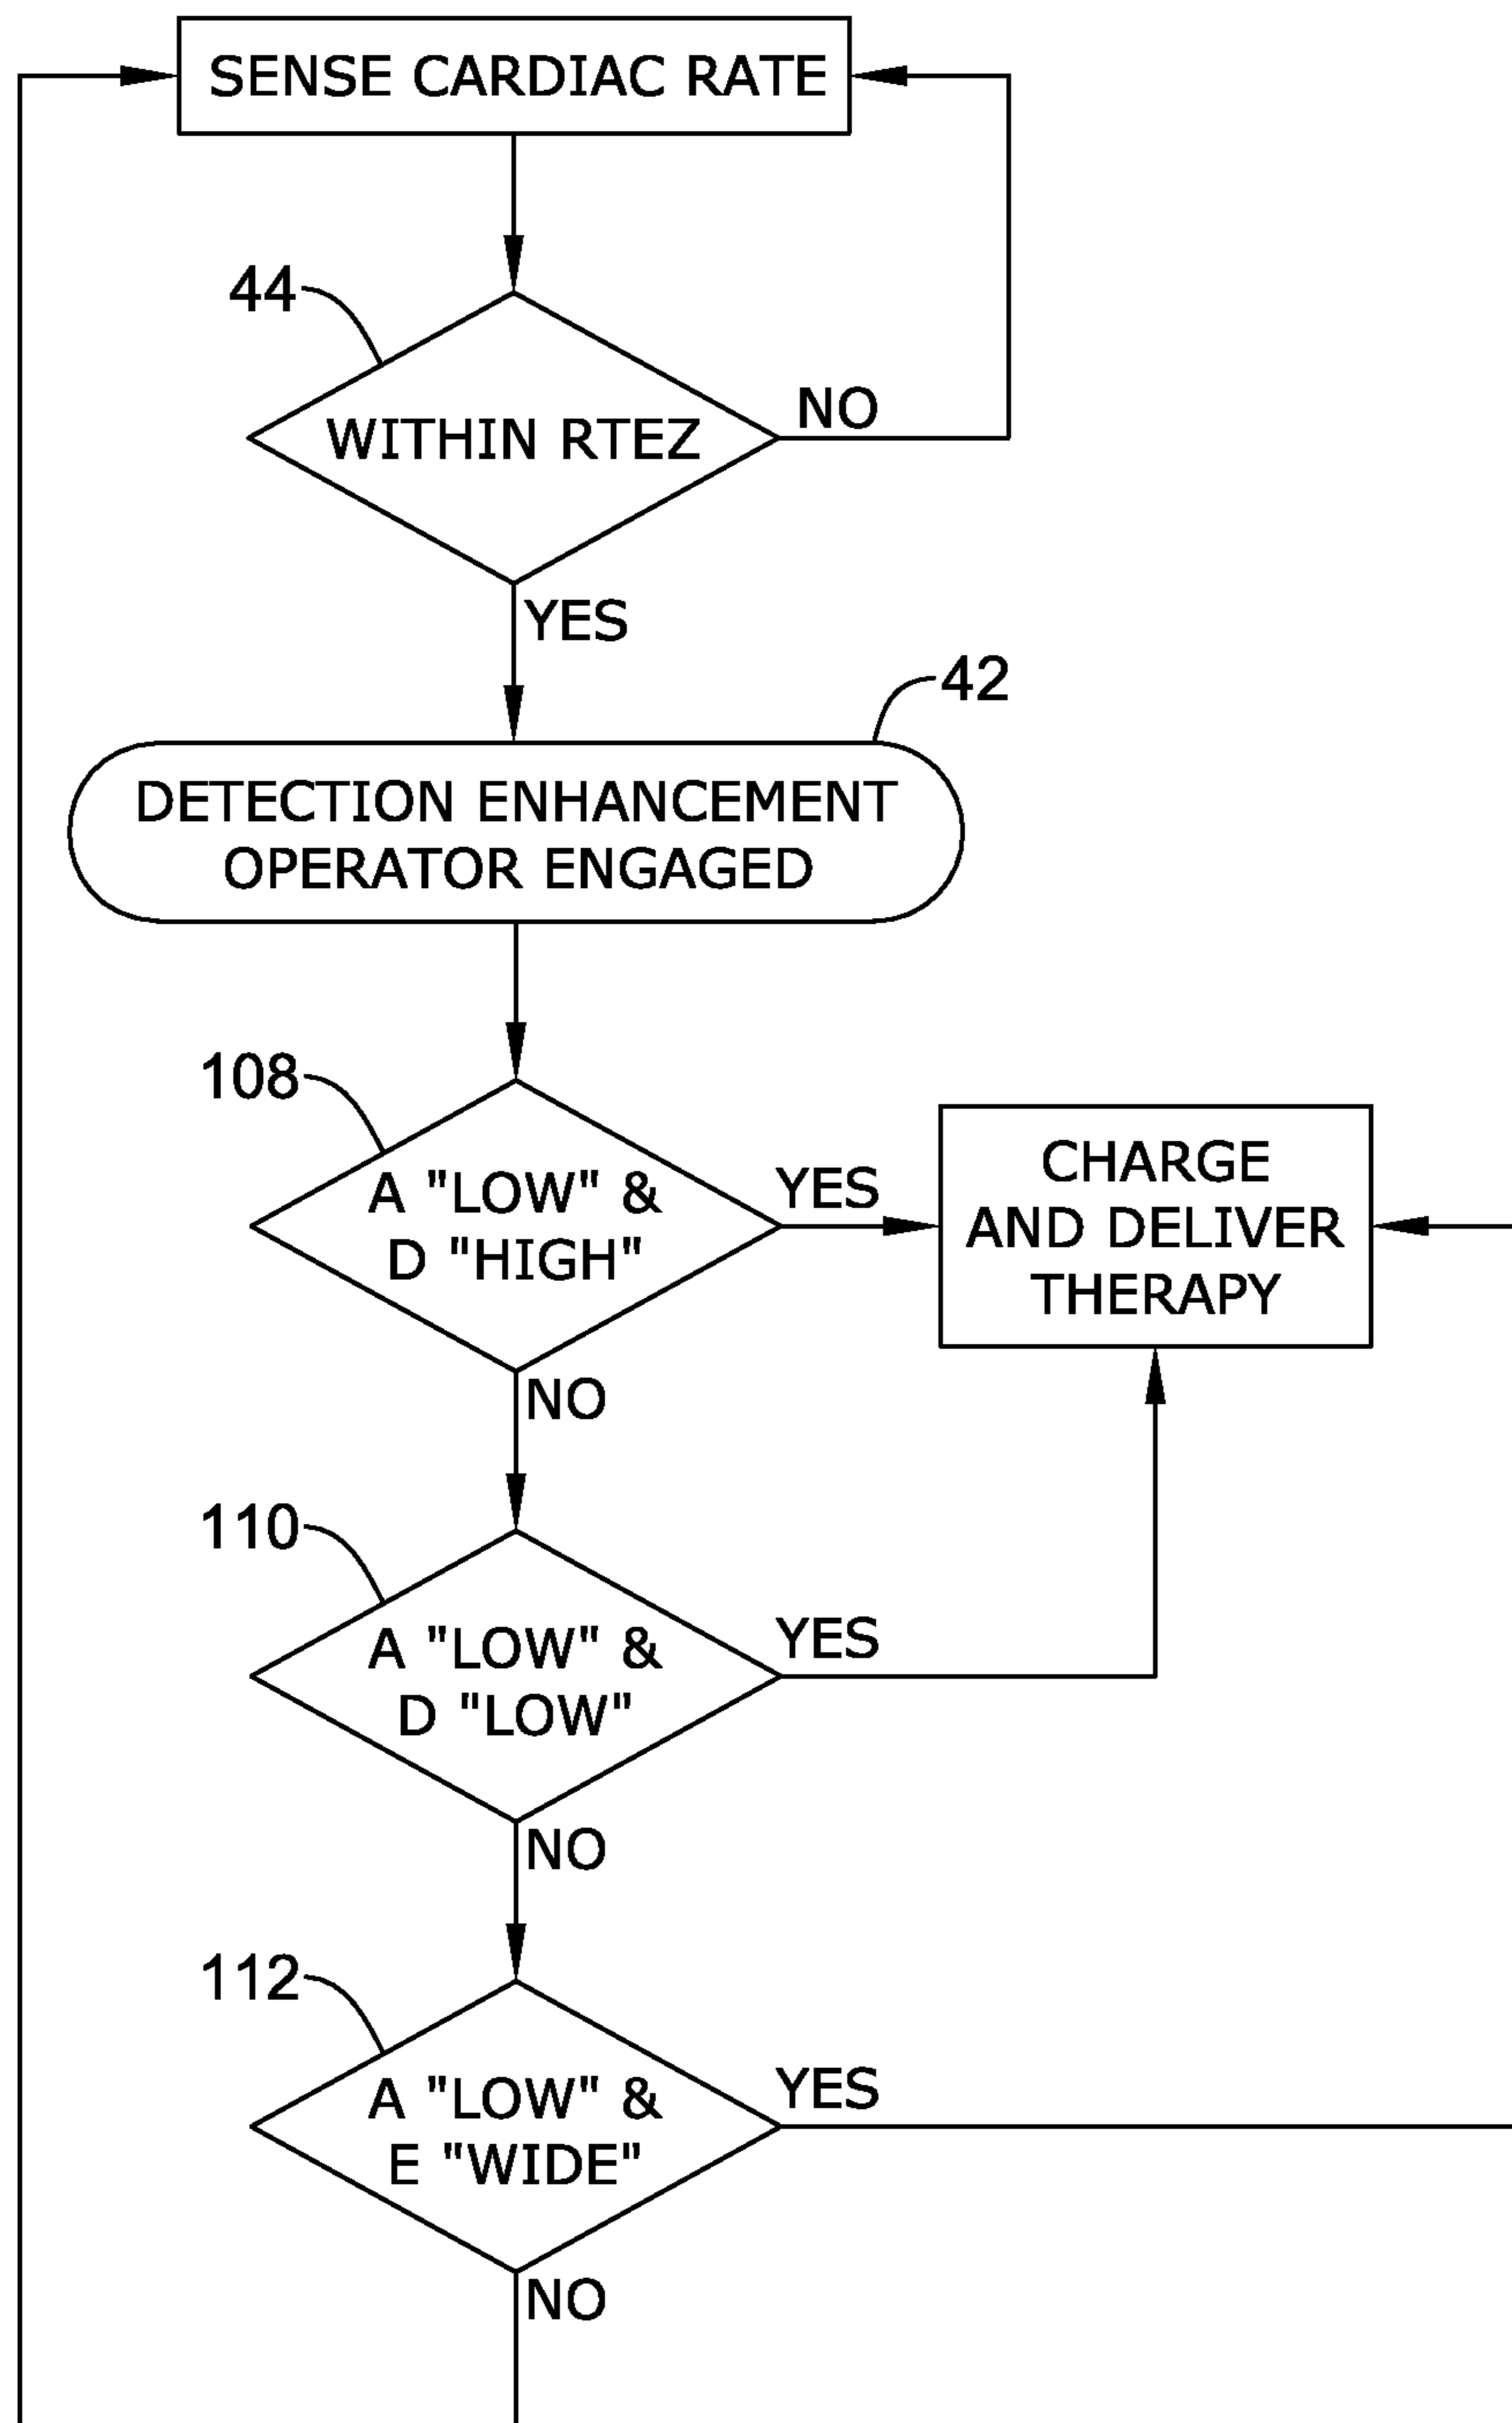 SENSE CARDIAC RATE
44
WITHIN RTEZ
NO
YES
42
DETECTION ENHANCEMENT
OPERATOR ENGAGED
108
A "LOW" &
D "HIGH"
YES
CHARGE
AND DELIVER
THERAPY
NO
110
A "LOW" &
D "LOW"
YES
NO
112
A "LOW" &
E "WIDE"
YES
NO